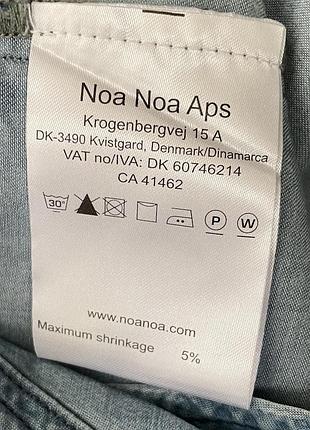 Noa Noa Aps
Krogenbergvej 15 A
DK-3490 Kvistgard, Denmark/Dinamarca
VAT no/IVA: DK 60746214
CA 41462
30° P W
www.noanoa.com
Maximum shrinkage 5%